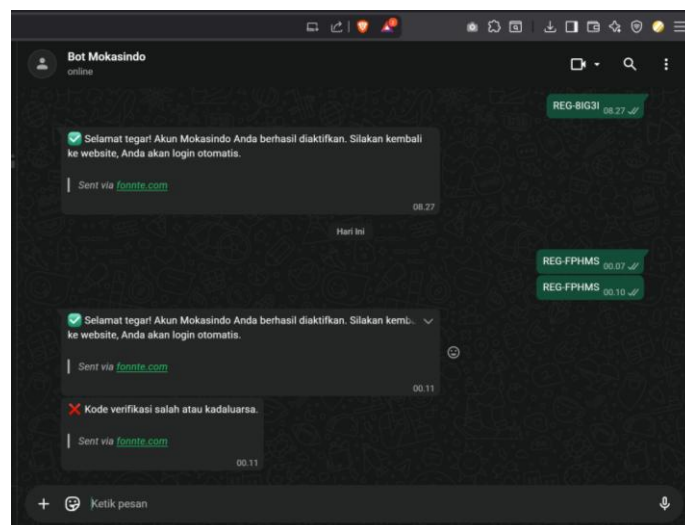 Bot Mokasindo
online
REG-8IG3I 08.27
✅ Selamat tegar! Akun Mokasindo Anda berhasil diaktifkan. Silakan kembali
ke website, Anda akan login otomatis.
Sent via fonnte.com
08.27
Hari Ini
REG-FPHMS 00.07
REG-FPHMS 00.10
✅ Selamat tegar! Akun Mokasindo Anda berhasil diaktifkan. Silakan kemb
ke website, Anda akan login otomatis.
Sent via fonnte.com
00.11
❌ Kode verifikasi salah atau kadaluarsa.
Sent via fonnte.com
00.11
Ketik pesan